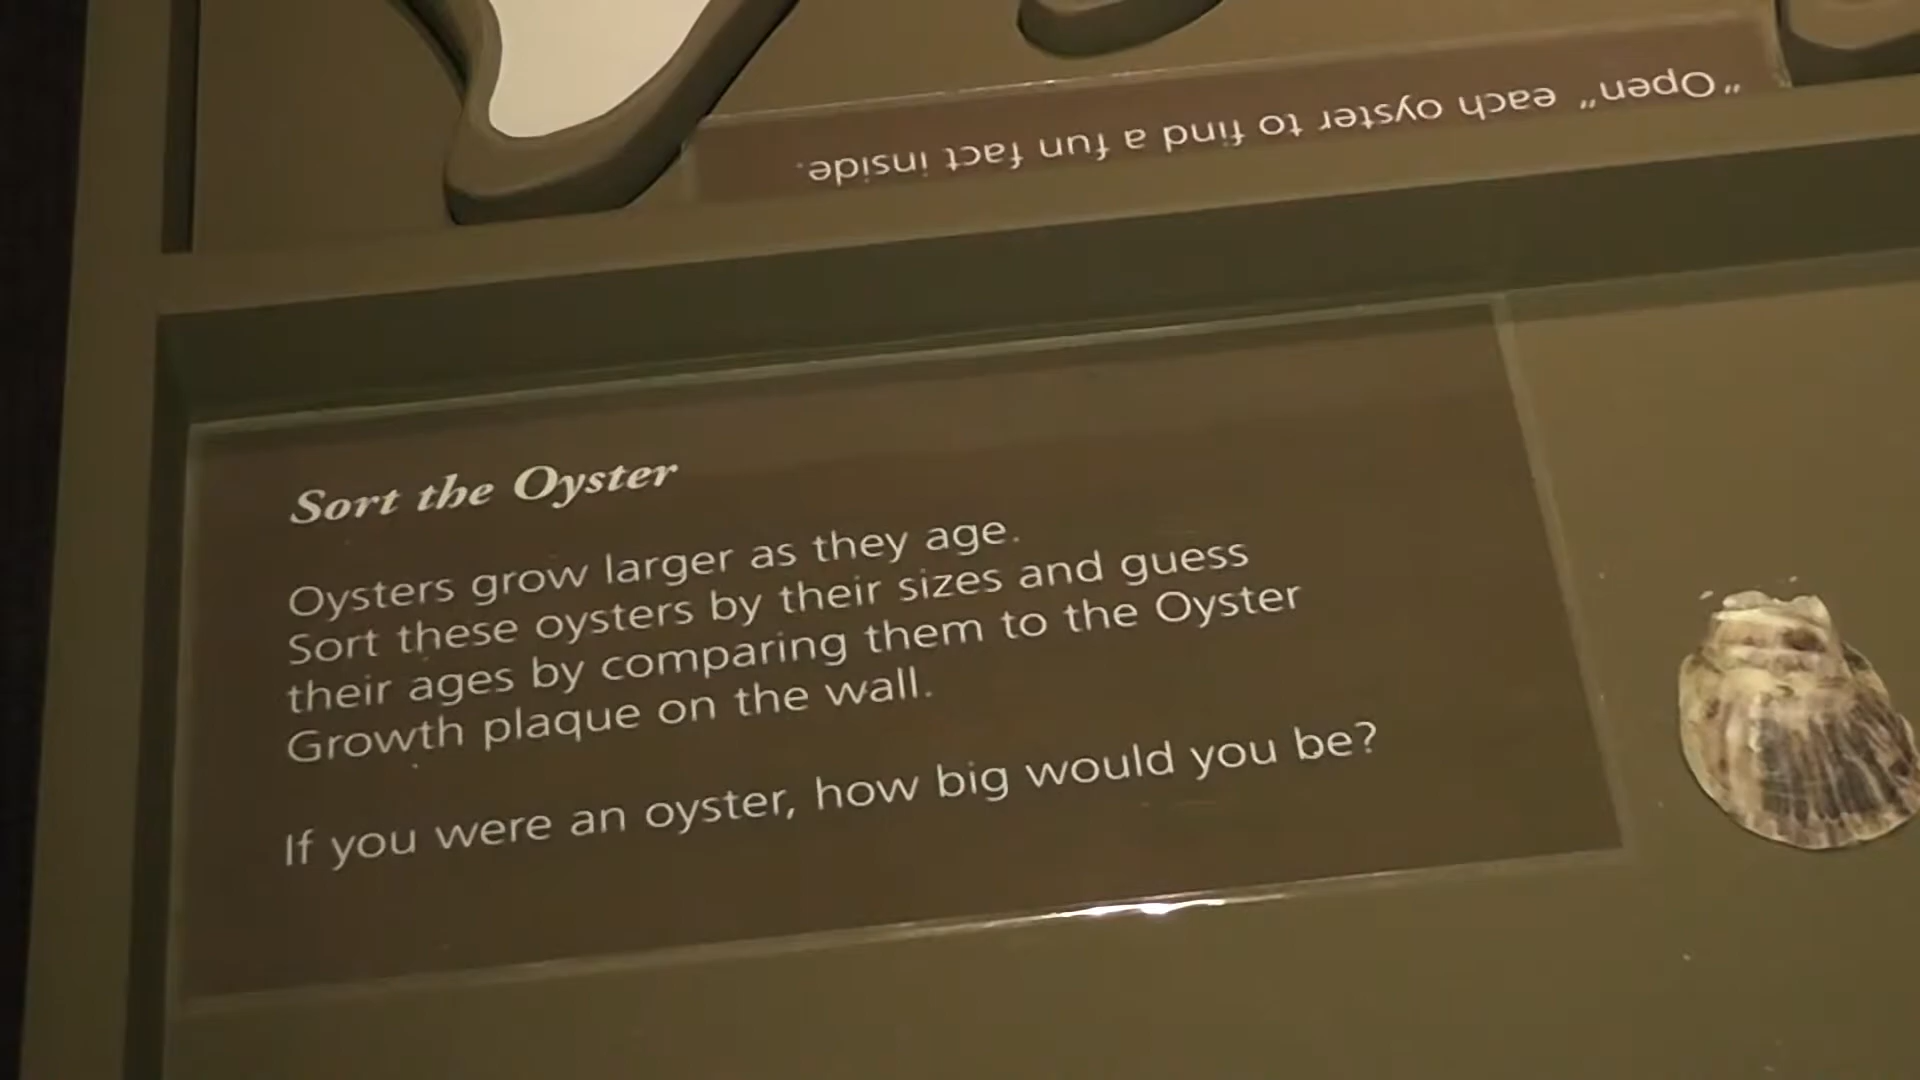 "Open" each oyster to find a fun fact inside.
Sort the Oyster
Oysters grow larger as they age.
Sort these oysters by their sizes and guess
their ages by comparing them to the Oyster
Growth plaque on the wall.
If you were an oyster, how big would you be?